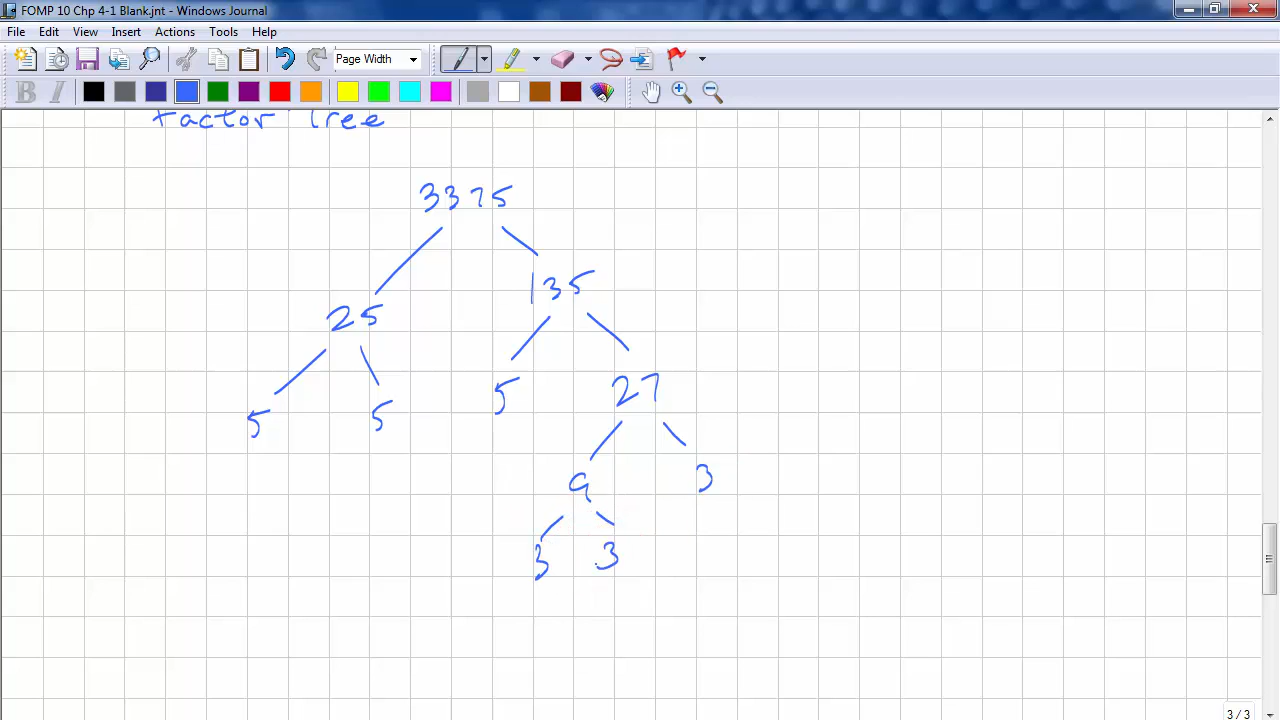 FOMP 10 Chp 4-1 Blank.jnt - Windows Journal
File Edit View Insert Actions Tools Help
Page Width
B I
Factor Tree
3375
135
25
5 27
5 5
9 3
3 3
3 / 3